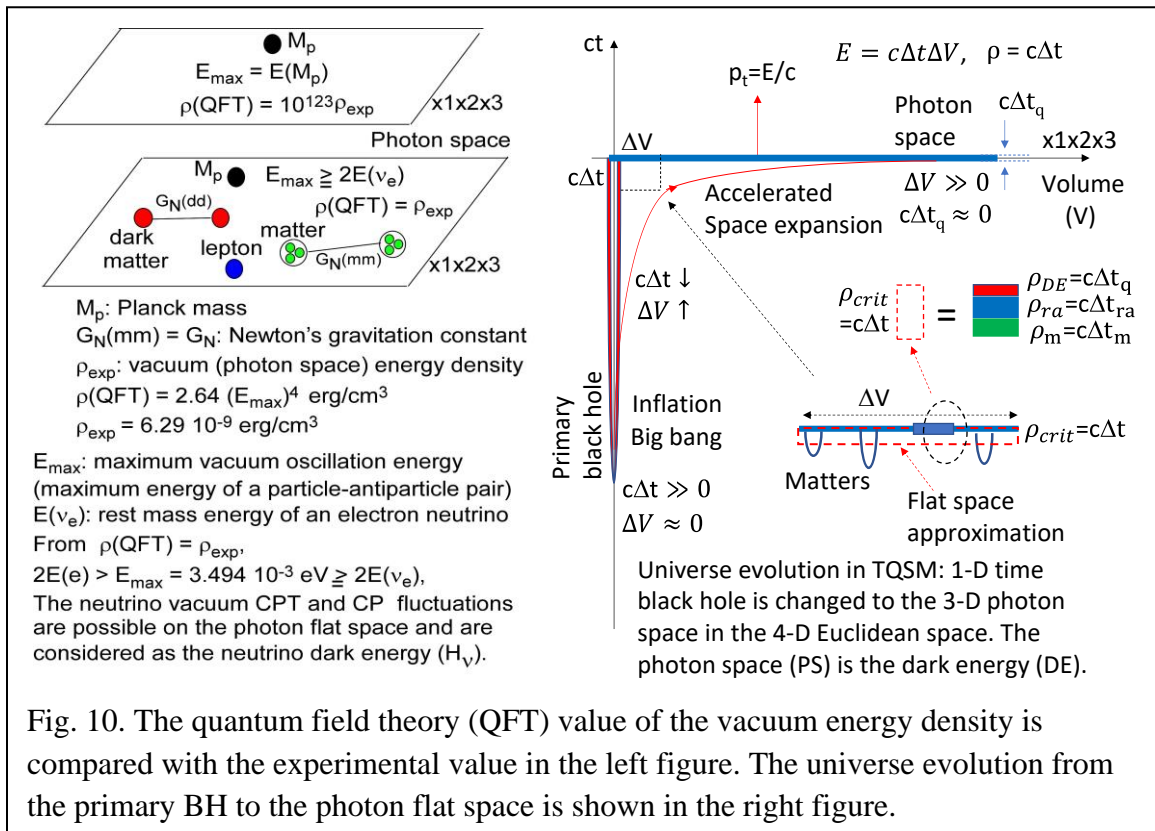 M_p
E_max = E(M_p)
ρ(QFT) = 10^123 ρ_exp
x1x2x3
Photon space
M_p
E_max ≧ 2E(ν_e)
ρ(QFT) = ρ_exp
G_N(dd)
dark
matter
lepton
matter
G_N(mm)
x1x2x3
M_p: Planck mass
G_N(mm) = G_N: Newton's gravitation constant
ρ_exp: vacuum (photon space) energy density
ρ(QFT) = 2.64 (E_max)^4 erg/cm^3
ρ_exp = 6.29 10^-9 erg/cm^3
E_max: maximum vacuum oscillation energy
(maximum energy of a particle-antiparticle pair)
E(ν_e): rest mass energy of an electron neutrino
From ρ(QFT) = ρ_exp,
2E(e) > E_max = 3.494 10^-3 eV ≧ 2E(ν_e),
The neutrino vacuum CPT and CP fluctuations
are possible on the photon flat space and are
considered as the neutrino dark energy (H_ν).
ct
E = cΔtΔV, ρ = cΔt
p_t=E/c
Photon
space
cΔt_q
ΔV
x1x2x3
cΔt
Accelerated
Space expansion
ΔV ≫ 0
cΔt_q ≈ 0
Volume
(V)
cΔt ↓
ΔV ↑
ρ_crit
=cΔt
=
ρ_DE=cΔt_q
ρ_ra=cΔt_ra
ρ_m=cΔt_m
Primary
black hole
Inflation
Big bang
ΔV
ρ_crit=cΔt
Matters
cΔt ≫ 0
ΔV ≈ 0
Flat space
approximation
Universe evolution in TQSM: 1-D time
black hole is changed to the 3-D photon
space in the 4-D Euclidean space. The
photon space (PS) is the dark energy (DE).
Fig. 10. The quantum field theory (QFT) value of the vacuum energy density is
compared with the experimental value in the left figure. The universe evolution from
the primary BH to the photon flat space is shown in the right figure.